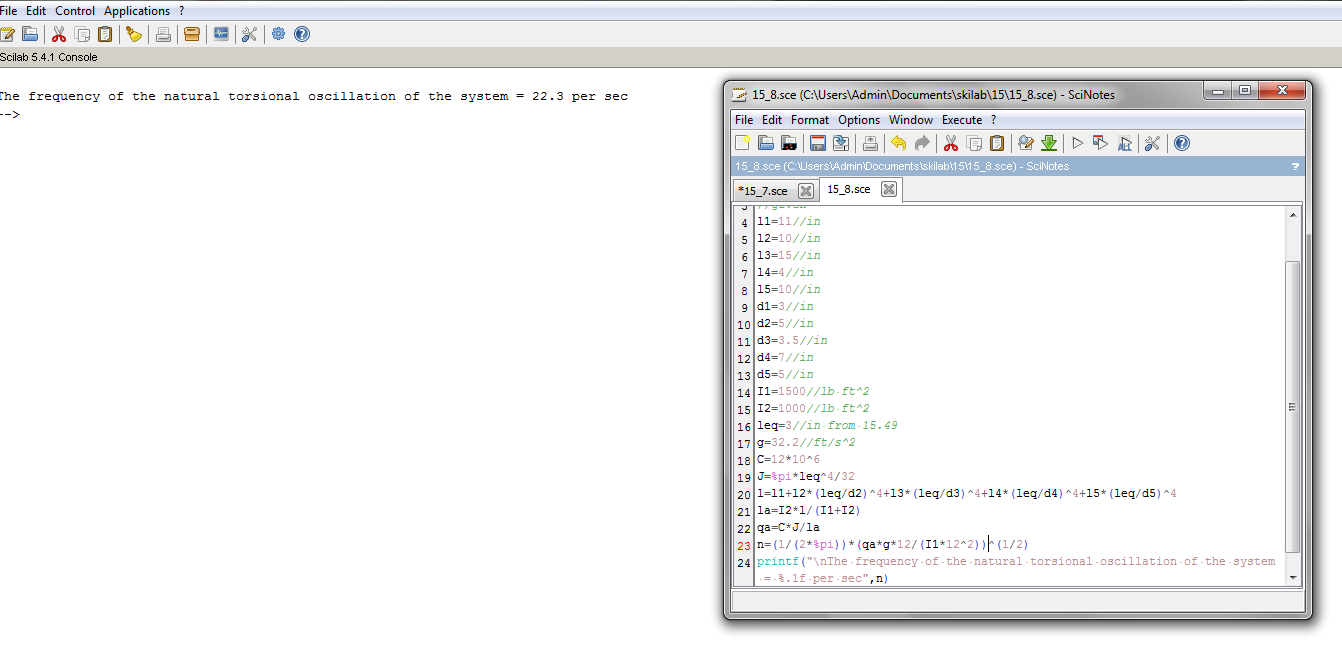 File Edit Control Applications ?
Scilab 5.4.1 Console
The frequency of the natural torsional oscillation of the system = 22.3 per sec
-->
15_8.sce (C:\Users\Admin\Documents\skilab\15\15_8.sce) - SciNotes
File Edit Format Options Window Execute ?
15_8.sce (C:\Users\Admin\Documents\skilab\15\15_8.sce) - SciNotes ?
*15_7.sce 15_8.sce
3
4 l1=11//in
5 l2=10//in
6 l3=15//in
7 l4=4//in
8 l5=10//in
9 d1=3//in
10 d2=5//in
11 d3=3.5//in
12 d4=7//in
13 d5=5//in
14 I1=1500//lb·ft^2
15 I2=1000//lb·ft^2
16 leq=3//in·from·15.49
17 g=32.2//ft/s^2
18 C=12*10^6
19 J=%pi*leq^4/32
20 l=l1+l2*(leq/d2)^4+l3*(leq/d3)^4+l4*(leq/d4)^4+l5*(leq/d5)^4
21 la=I2*l/(I1+I2)
22 qa=C*J/la
23 n=(1/(2*%pi))*(qa*g*12/(I1*12^2))^(1/2)
24 printf("\nThe·frequency·of·the·natural·torsional·oscillation·of·the·system
·=·%.1f·per·sec",n)